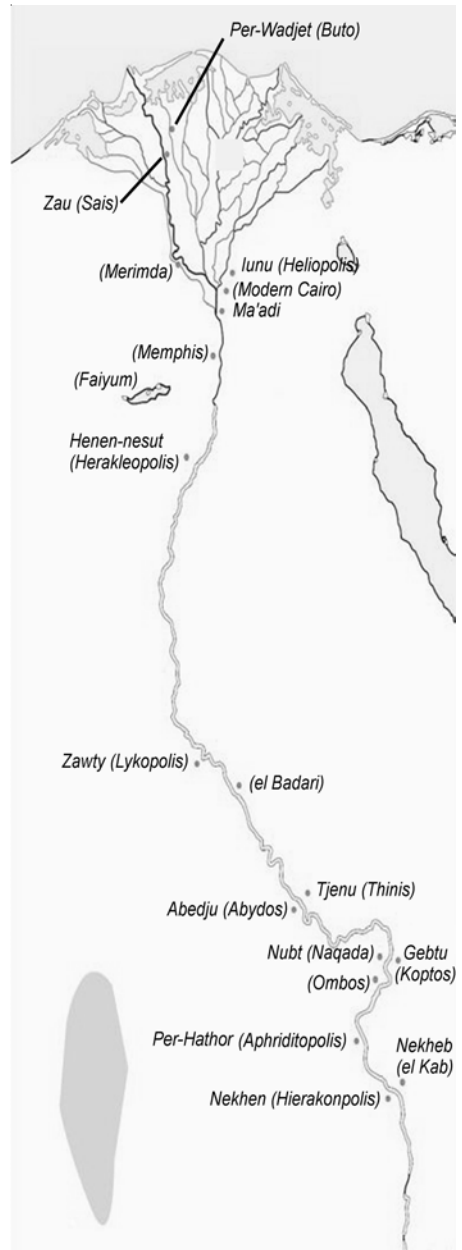 Per-Wadjet (Buto)
Zau (Sais)
(Merimda)
Iunu (Heliopolis)
(Modern Cairo)
Ma'adi
(Memphis)
(Faiyum)
Henen-nesut
(Herakleopolis)
Zawty (Lykopolis)
(el Badari)
Tjenu (Thinis)
Abedju (Abydos)
Nubt (Naqada)
Gebtu
(Koptos)
(Ombos)
Per-Hathor (Aphriditopolis)
Nekheb
(el Kab)
Nekhen (Hierakonpolis)